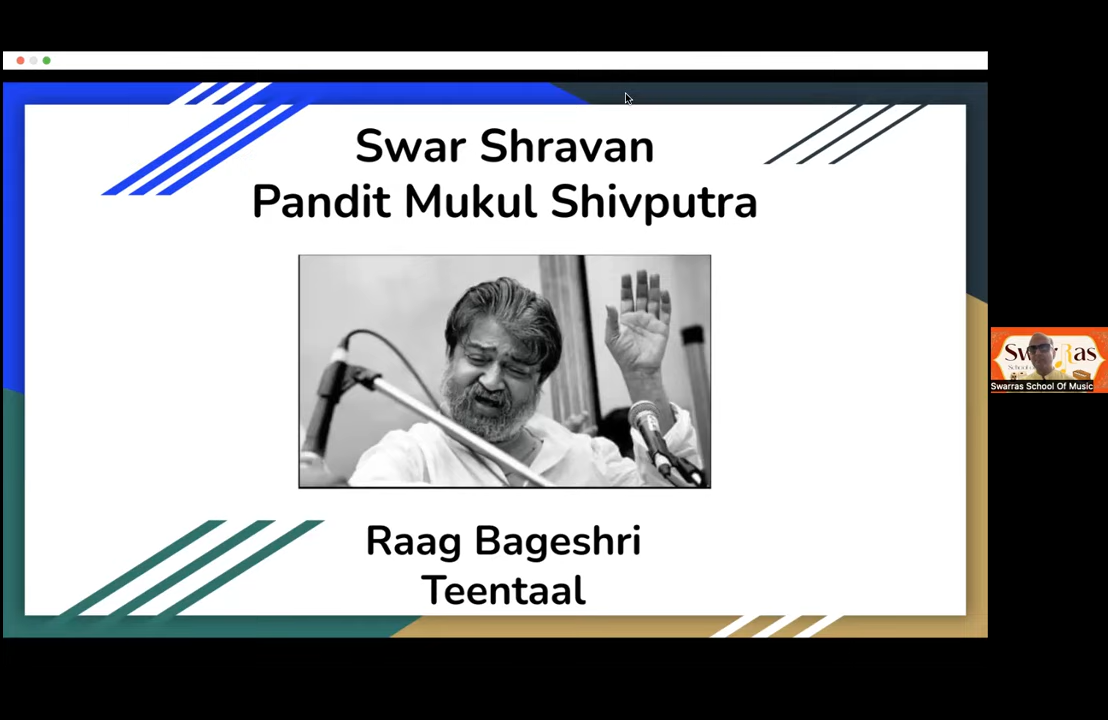 Swar Shravan
Pandit Mukul Shivputra
Raag Bageshri
Teentaal
Swarras School Of Music